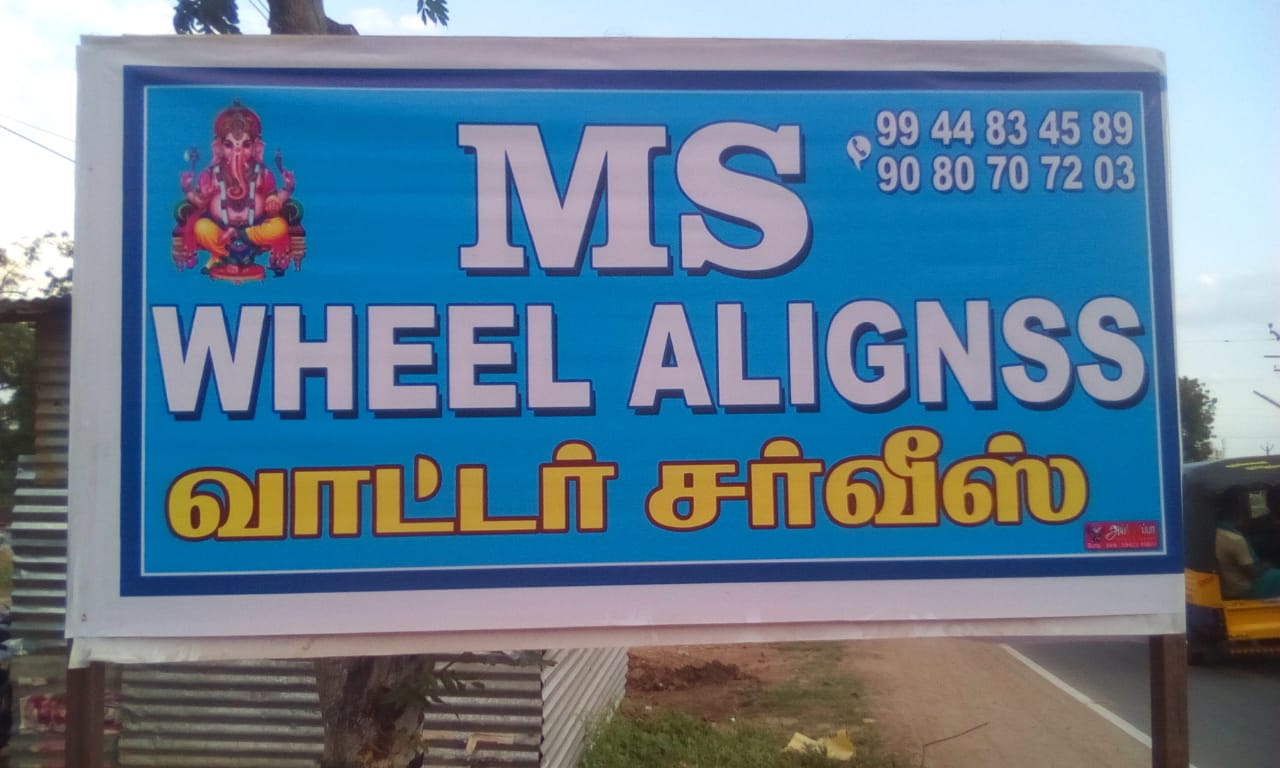 MS
99 44 83 45 89
90 80 70 72 03
WHEEL ALIGNSS
வாட்டர் சர்வீஸ்